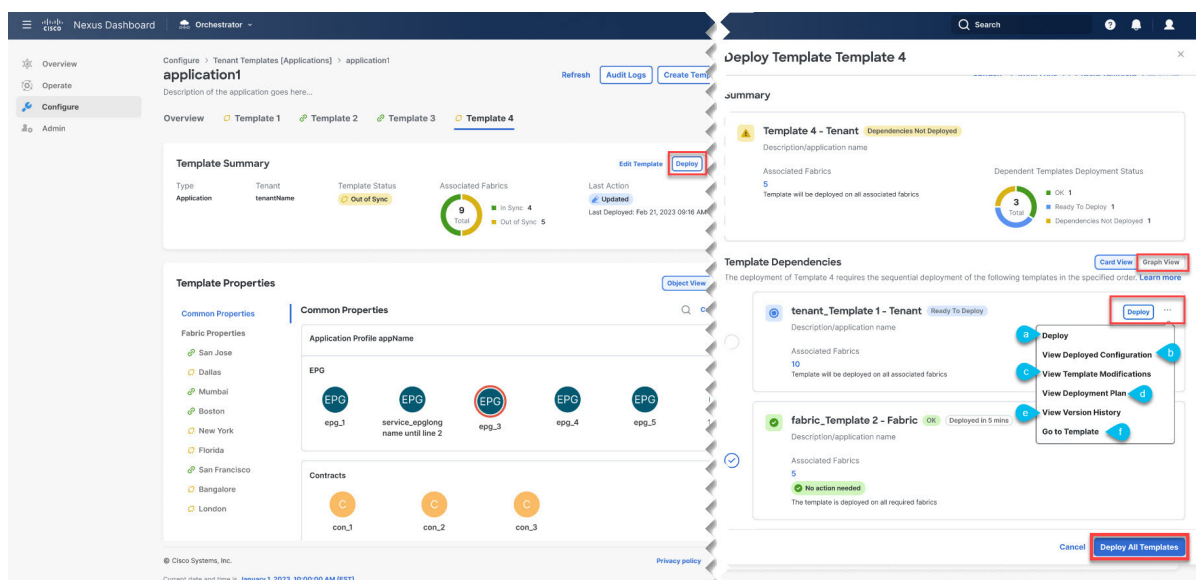 cisco Nexus Dashboard
Orchestrator
Overview
Operate
Configure
Admin
Configure > Tenant Templates [Applications] > application1
application1
Description of the application goes here...
Refresh
Audit Logs
Overview
Template 1
Template 2
Template 3
Template 4
Template Summary
Edit Template
Deploy
Type
Application
Tenant
tenantName
Template Status
Out of Sync
Associated Fabrics
9
Total
In Sync 4
Out of Sync 5
Last Action
Updated
Last Deployed: Feb 21, 2023 09:16 AM
Template Properties
Object View
Common Properties
Fabric Properties
San Jose
Dallas
Mumbai
Boston
New York
Florida
San Francisco
Bangalore
London
Common Properties
Application Profile appName
EPG
EPG
EPG
EPG
EPG
EPG
epg_1
service_epglong
name until line 2
epg_3
epg_4
epg_5
Contracts
C
C
C
con_1
con_2
con_3
© Cisco Systems, Inc.
Privacy policy
Current date and time is January 1, 2023, 10:00:00 AM (EST)
Search
Deploy Template Template 4
Summary
Template 4 - Tenant
Dependencies Not Deployed
Description/application name
Associated Fabrics
5
Template will be deployed on all associated fabrics
Dependent Templates Deployment Status
3
Total
OK 1
Ready To Deploy 1
Dependencies Not Deployed 1
Template Dependencies
Card View
Graph View
The deployment of Template 4 requires the sequential deployment of the following templates in the specified order. Learn more
tenant_Template 1 - Tenant
Ready To Deploy
Deploy
...
Description/application name
Associated Fabrics
10
Template will be deployed on all associated fabrics
a
Deploy
View Deployed Configuration
b
c
View Template Modifications
View Deployment Plan
d
e
View Version History
Go to Template
f
fabric_Template 2 - Fabric
OK
Deployed in 5 mins
Description/application name
Associated Fabrics
5
No action needed
The template is deployed on all required fabrics
Cancel
Deploy All Templates